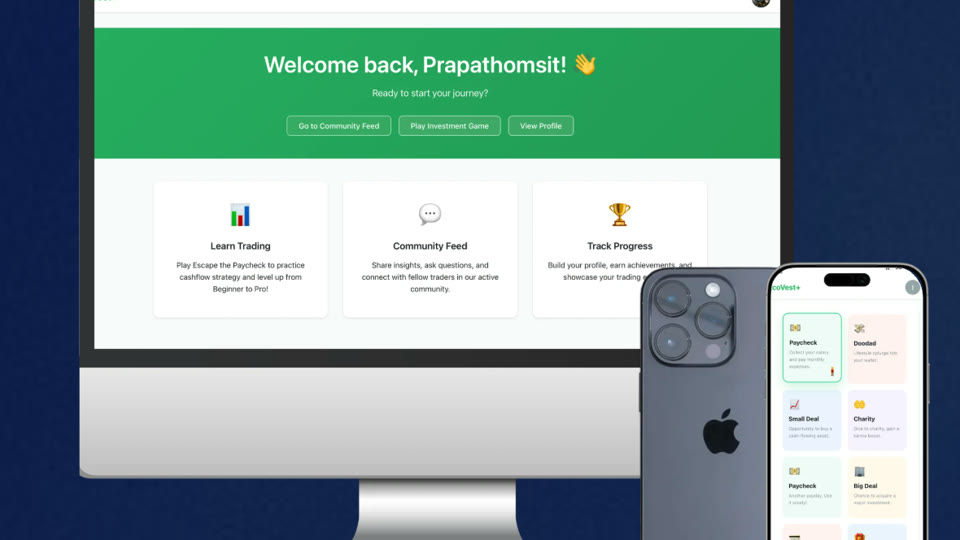 Welcome back, Prapathomsit! 👋
Ready to start your journey?
Go to Community Feed
Play Investment Game
View Profile
Learn Trading
Play Escape the Paycheck to practice
cashflow strategy and level up from
Beginner to Pro!
Community Feed
Share insights, ask questions, and
connect with fellow traders in our active
community.
Track Progress
Build your profile, earn achievements, and
showcase your trading
coVest+
Paycheck
Collect your salary
and pay monthly
expenses.
Doodad
Lifestyle splurge hits
your wallet.
Small Deal
Opportunity to buy a
cash-flowing asset.
Charity
Give to charity, gain a
karma boost.
Paycheck
Another payday. Use
it wisely!
Big Deal
Chance to acquire a
major investment.